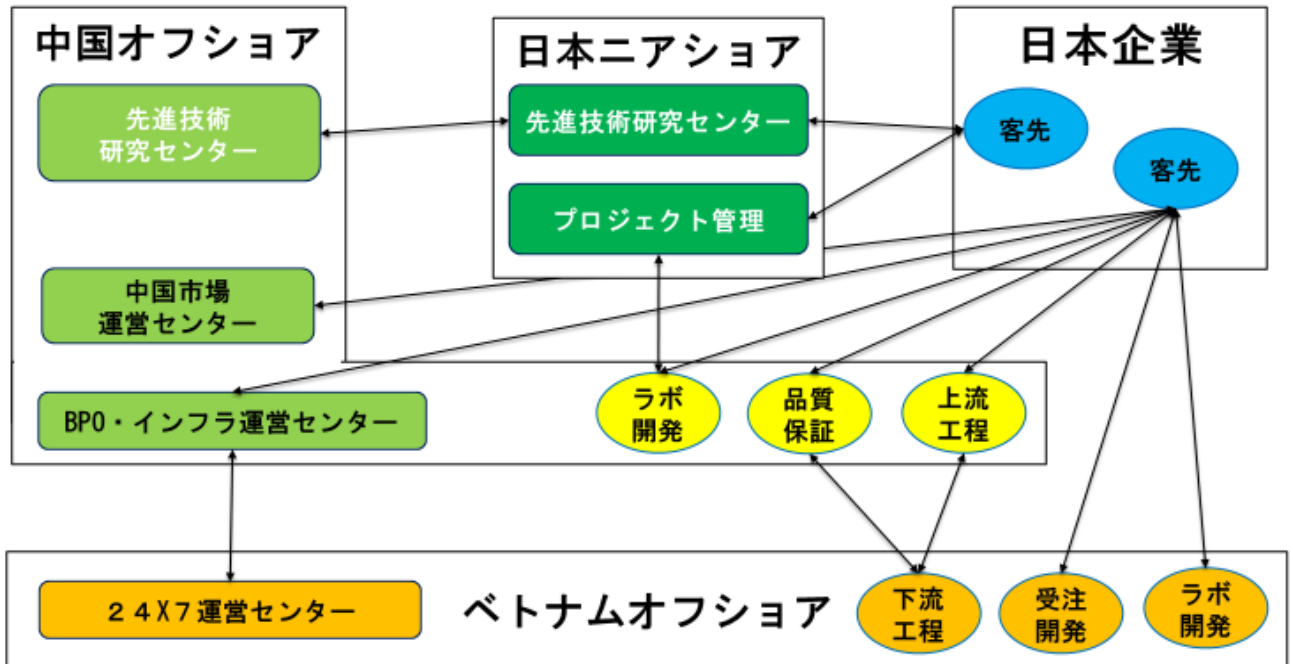 中国オフショア
先進技術
研究センター
中国市場
運営センター
BPO・インフラ運営センター
日本ニアショア
先進技術研究センター
プロジェクト管理
日本企業
客先
客先
ラボ
開発
品質
保証
上流
工程
24X7運営センター
ベトナムオフショア
下流
工程
受注
開発
ラボ
開発